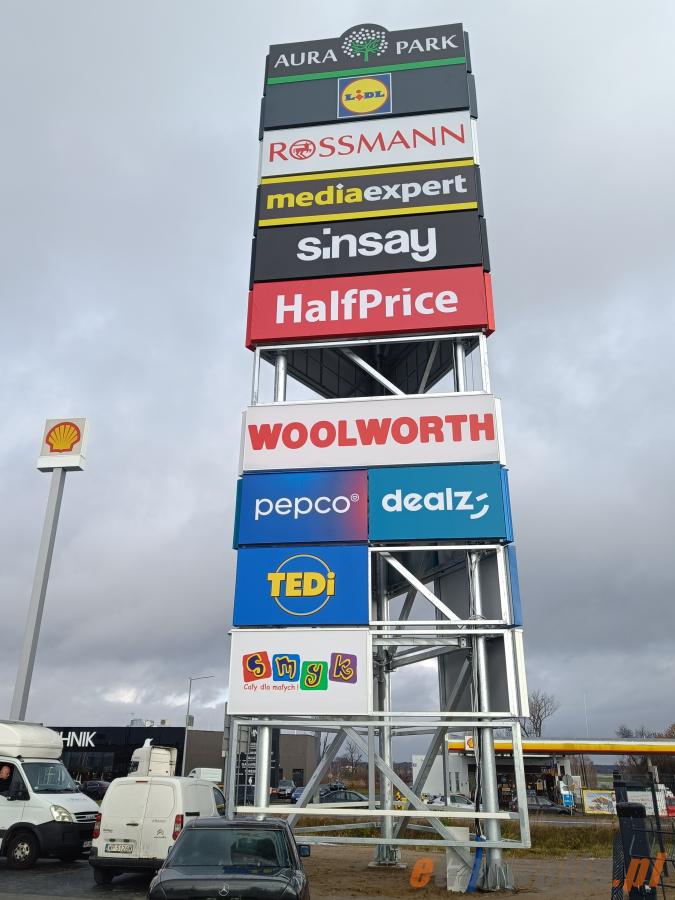 AURA PARK
LIDL
ROSSMANN
mediaexpert
sinsay
HalfPrice
WOOLWORTH
pepco
dealz
TEDi
smyk
Cały dla małych!
HNIK